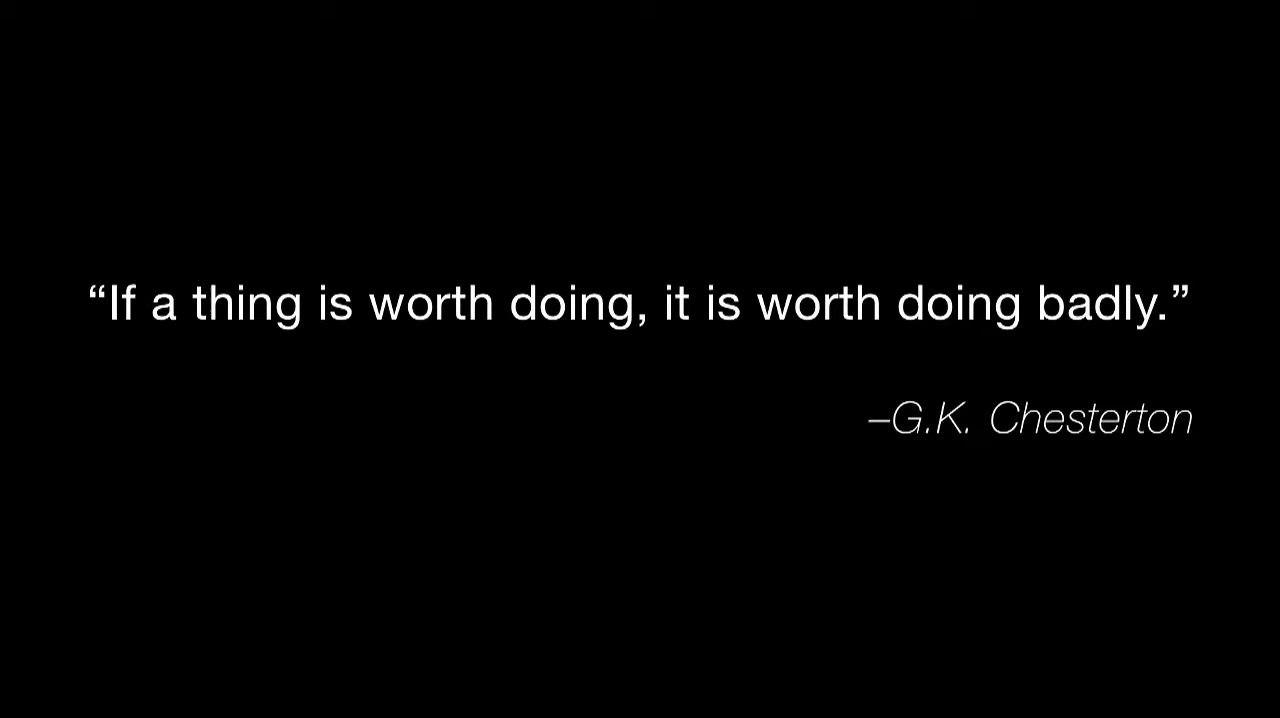 “If a thing is worth doing, it is worth doing badly.”
–G.K. Chesterton